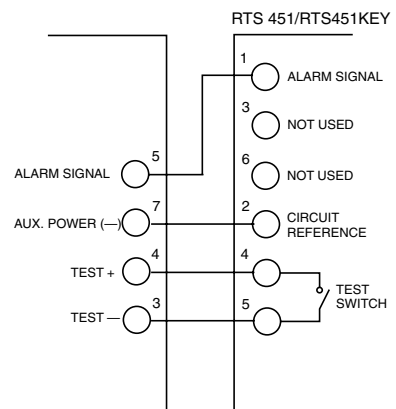 RTS 451/RTS451KEY
1
ALARM SIGNAL
3
NOT USED
5
ALARM SIGNAL
6
NOT USED
7
AUX. POWER (—)
2
CIRCUIT
REFERENCE
4
TEST +
4
TEST
SWITCH
3
TEST —
5